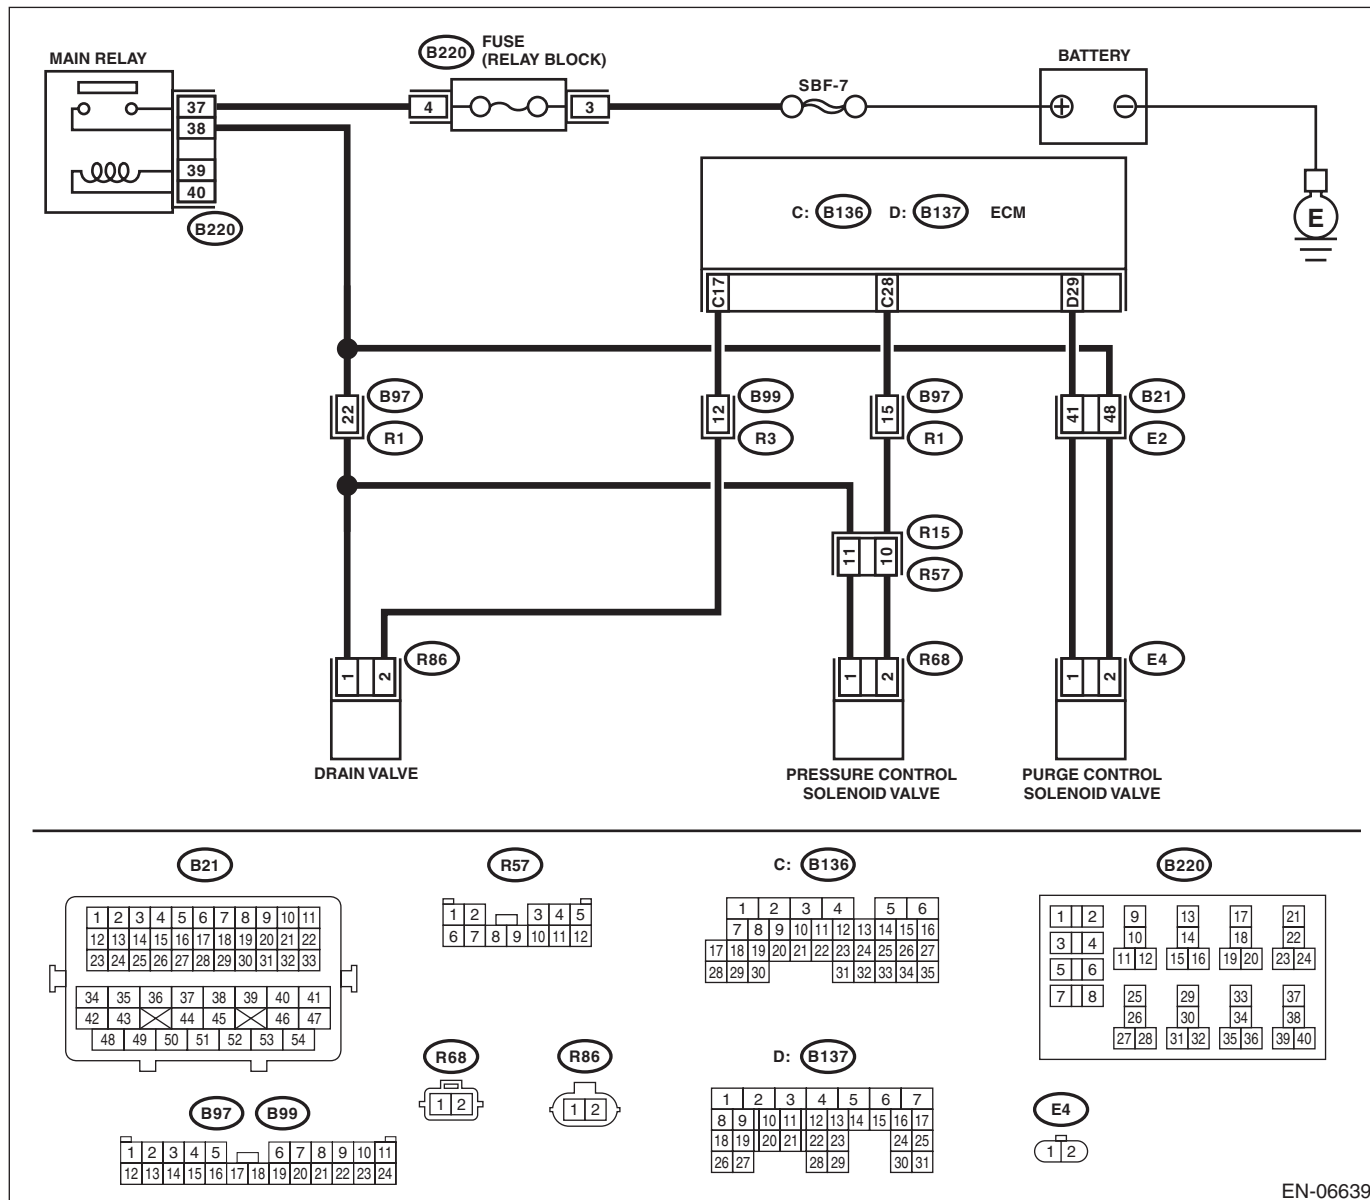 MAIN RELAY
B220
FUSE
(RELAY BLOCK)
BATTERY
SBF-7
37
38
39
40
4
3
B220
E
C: B136 D: B137 ECM
C17
C28
D29
22
B97
R1
12
B99
R3
15
B97
R1
41
48
B21
E2
11
10
R15
R57
1
2
R86
1
2
R68
1
2
E4
DRAIN VALVE
PRESSURE CONTROL
SOLENOID VALVE
PURGE CONTROL
SOLENOID VALVE
B21
1 2 3 4 5 6 7 8 9 10 11
12 13 14 15 16 17 18 19 20 21 22
23 24 25 26 27 28 29 30 31 32 33
34 35 36 37 38 39 40 41
42 43 44 45 46 47
48 49 50 51 52 53 54
R57
1 2 3 4 5
6 7 8 9 10 11 12
C: B136
1 2 3 4 5 6
7 8 9 10 11 12 13 14 15 16
17 18 19 20 21 22 23 24 25 26 27
28 29 30 31 32 33 34 35
B220
1 2 9 13 17 21
3 4 10 14 18 22
5 6 11 12 15 16 19 20 23 24
7 8 25 29 33 37
26 30 34 38
27 28 31 32 35 36 39 40
R68
1 2
R86
1 2
D: B137
1 2 3 4 5 6 7
8 9 10 11 12 13 14 15 16 17
18 19 20 21 22 23 24 25
26 27 28 29 30 31
E4
1 2
B97 B99
1 2 3 4 5 6 7 8 9 10 11
12 13 14 15 16 17 18 19 20 21 22 23 24
EN-06639